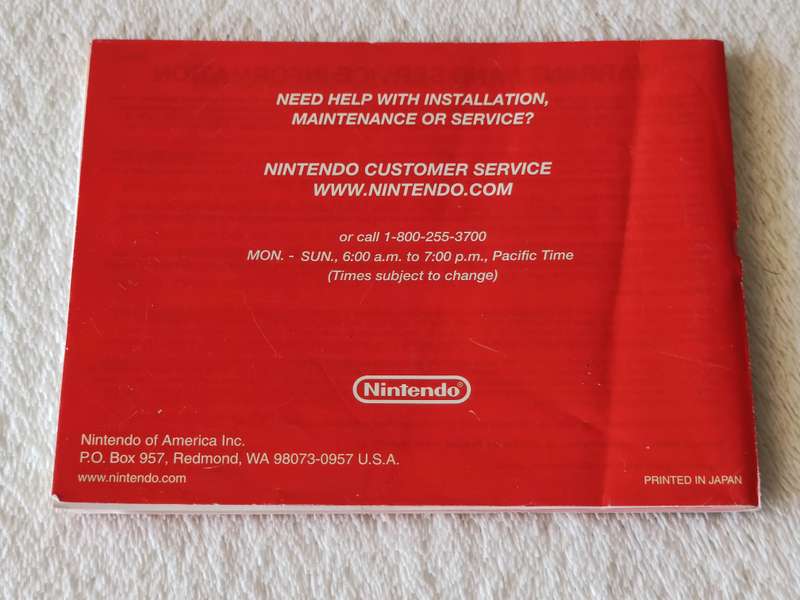 NEED HELP WITH INSTALLATION,
MAINTENANCE OR SERVICE?
NINTENDO CUSTOMER SERVICE
WWW.NINTENDO.COM
or call 1-800-255-3700
MON. - SUN., 6:00 a.m. to 7:00 p.m., Pacific Time
(Times subject to change)
Nintendo®
Nintendo of America Inc.
P.O. Box 957, Redmond, WA 98073-0957 U.S.A.
www.nintendo.com
PRINTED IN JAPAN